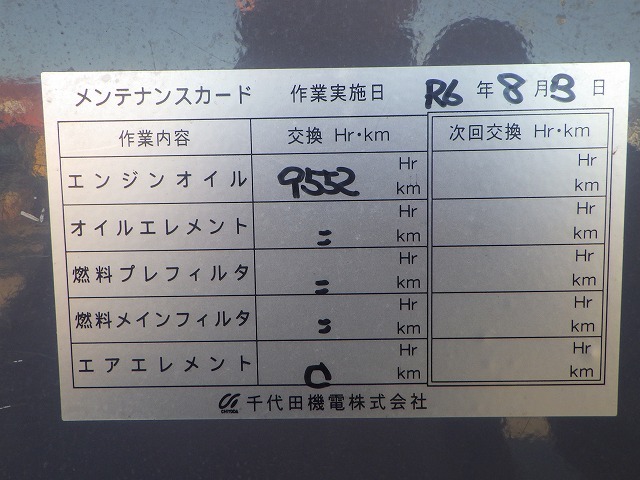 メンテナンスカード 作業実施日 R6年8月3日
作業内容 交換 Hr・km 次回交換 Hr・km
エンジンオイル 9552 Hr km Hr km
オイルエレメント 〃 Hr km Hr km
燃料プレフィルタ 〃 Hr km Hr km
燃料メインフィルタ 〃 Hr km Hr km
エアエレメント Hr km Hr km
CHIYODA 千代田機電株式会社